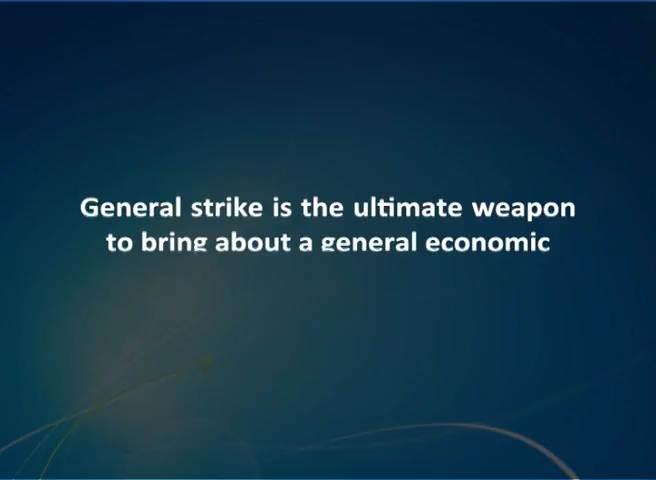 General strike is the ultimate weapon
to bring about a general economic